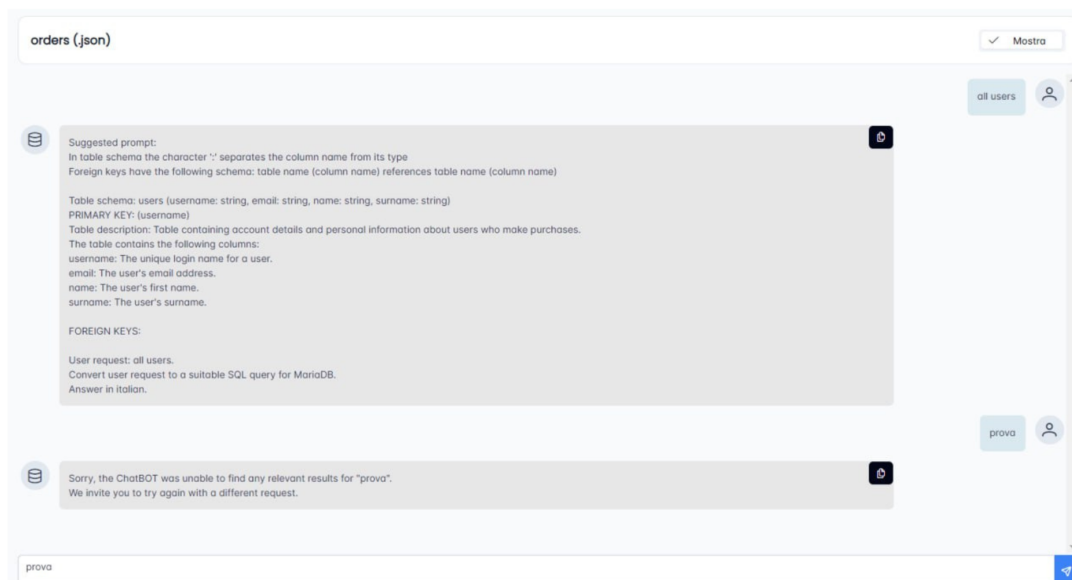 orders (.json)
Mostra
all users
Suggested prompt:
In table schema the character ':' separates the column name from its type
Foreign keys have the following schema: table name (column name) references table name (column name)
Table schema: users (username: string, email: string, name: string, surname: string)
PRIMARY KEY: (username)
Table description: Table containing account details and personal information about users who make purchases.
The table contains the following columns:
username: The unique login name for a user.
email: The user's email address.
name: The user's first name.
surname: The user's surname.
FOREIGN KEYS:
User request: all users.
Convert user request to a suitable SQL query for MariaDB.
Answer in italian.
prova
Sorry, the ChatBOT was unable to find any relevant results for "prova".
We invite you to try again with a different request.
prova